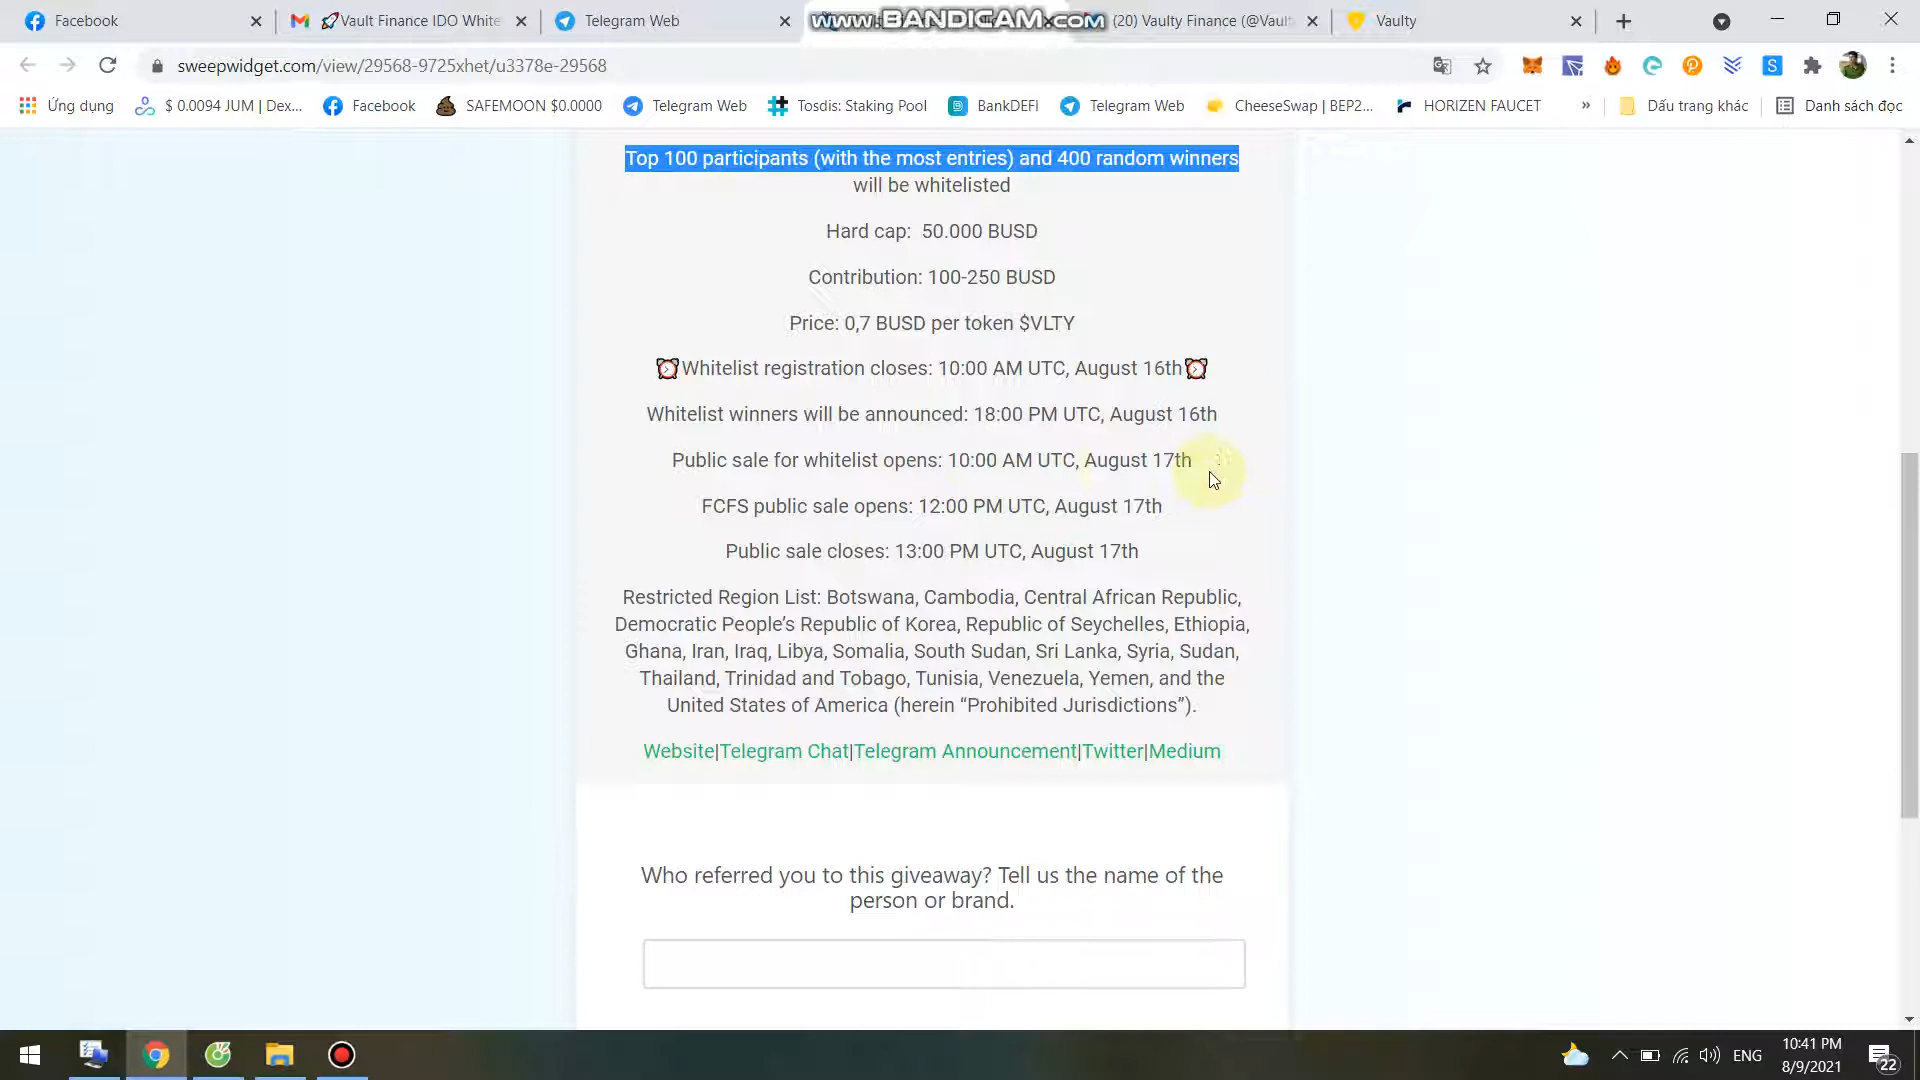 Facebook
Vault Finance IDO White
Telegram Web
www.BANDICAM.com
(20) Vaulty Finance (@Vault
Vaulty
sweepwidget.com/view/29568-9725xhet/u3378e-29568
Ứng dụng
$ 0.0094 JUM | Dex...
Facebook
SAFEMOON $0.0000
Telegram Web
Tosdis: Staking Pool
BankDEFI
Telegram Web
CheeseSwap | BEP2...
HORIZEN FAUCET
»
Dấu trang khác
Danh sách đọc
Top 100 participants (with the most entries) and 400 random winners
will be whitelisted
Hard cap:  50.000 BUSD
Contribution: 100-250 BUSD
Price: 0,7 BUSD per token $VLTY
⏰Whitelist registration closes: 10:00 AM UTC, August 16th⏰
Whitelist winners will be announced: 18:00 PM UTC, August 16th
Public sale for whitelist opens: 10:00 AM UTC, August 17th
FCFS public sale opens: 12:00 PM UTC, August 17th
Public sale closes: 13:00 PM UTC, August 17th
Restricted Region List: Botswana, Cambodia, Central African Republic,
Democratic People’s Republic of Korea, Republic of Seychelles, Ethiopia,
Ghana, Iran, Iraq, Libya, Somalia, South Sudan, Sri Lanka, Syria, Sudan,
Thailand, Trinidad and Tobago, Tunisia, Venezuela, Yemen, and the
United States of America (herein “Prohibited Jurisdictions”).
Website|Telegram Chat|Telegram Announcement|Twitter|Medium
Who referred you to this giveaway? Tell us the name of the
person or brand.
ENG
10:41 PM
8/9/2021
22